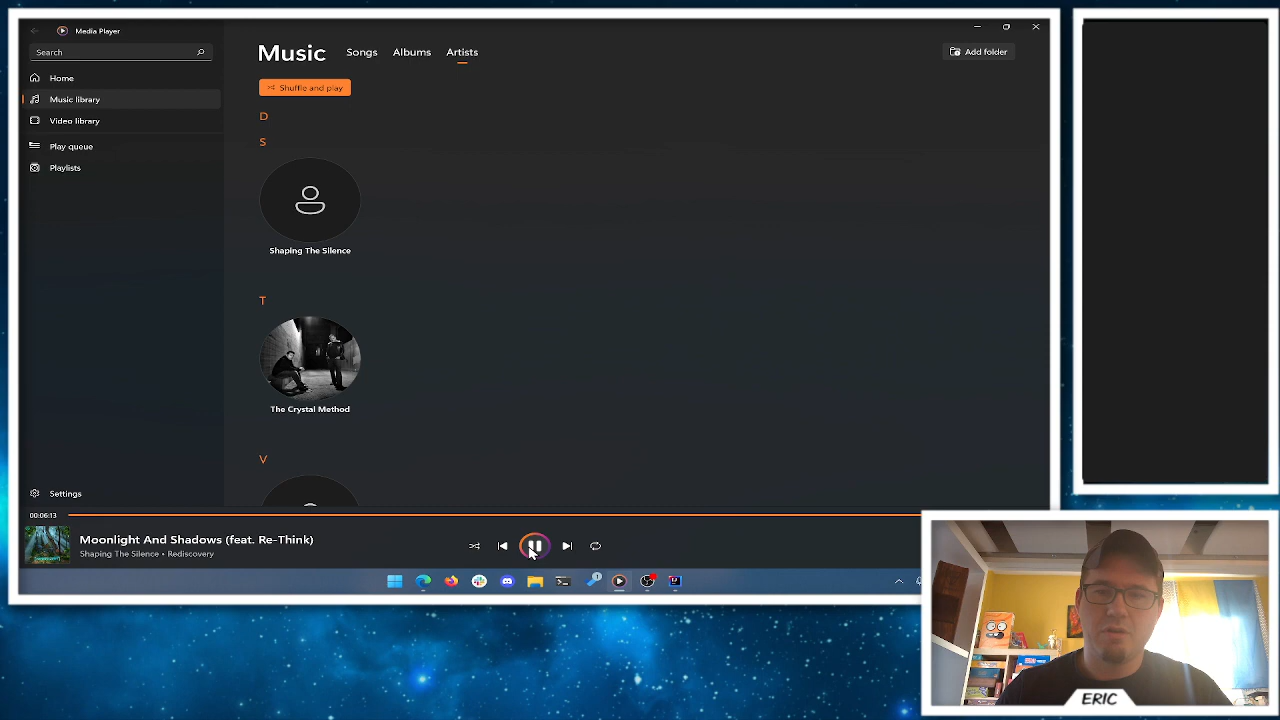 Media Player
Search
Home
Music library
Video library
Play queue
Playlists
Settings
Music
Songs
Albums
Artists
Add folder
Shuffle and play
D
S
Shaping The Silence
T
The Crystal Method
V
00:06:13
Moonlight And Shadows (feat. Re-Think)
Shaping The Silence • Rediscovery
ERIC